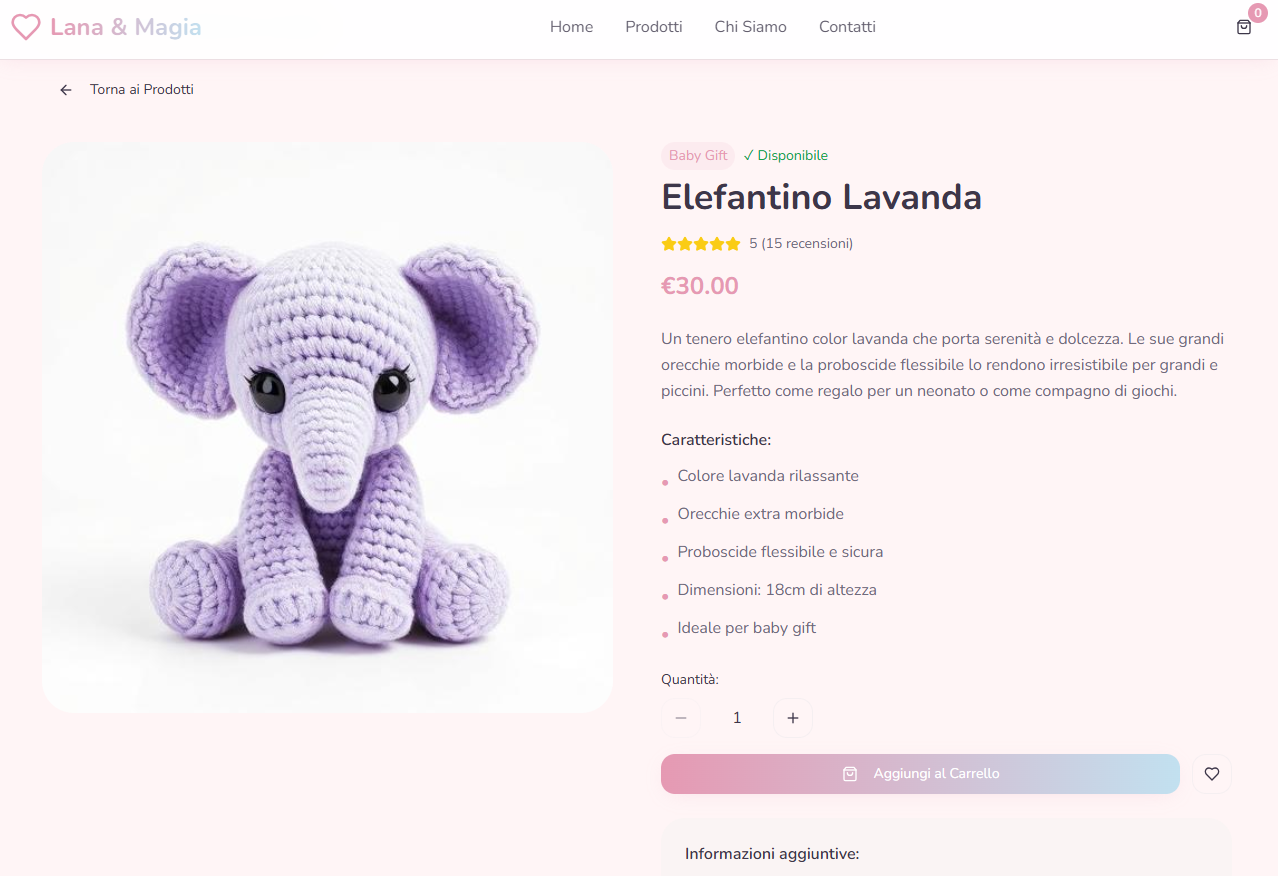 Lana & Magia
Home
Prodotti
Chi Siamo
Contatti
0
Torna ai Prodotti
Baby Gift
✓ Disponibile
Elefantino Lavanda
5 (15 recensioni)
€30.00
Un tenero elefantino color lavanda che porta serenità e dolcezza. Le sue grandi
orecchie morbide e la proboscide flessibile lo rendono irresistibile per grandi e
piccini. Perfetto come regalo per un neonato o come compagno di giochi.
Caratteristiche:
• Colore lavanda rilassante
• Orecchie extra morbide
• Proboscide flessibile e sicura
• Dimensioni: 18cm di altezza
• Ideale per baby gift
Quantità:
− 1 +
Aggiungi al Carrello
Informazioni aggiuntive: